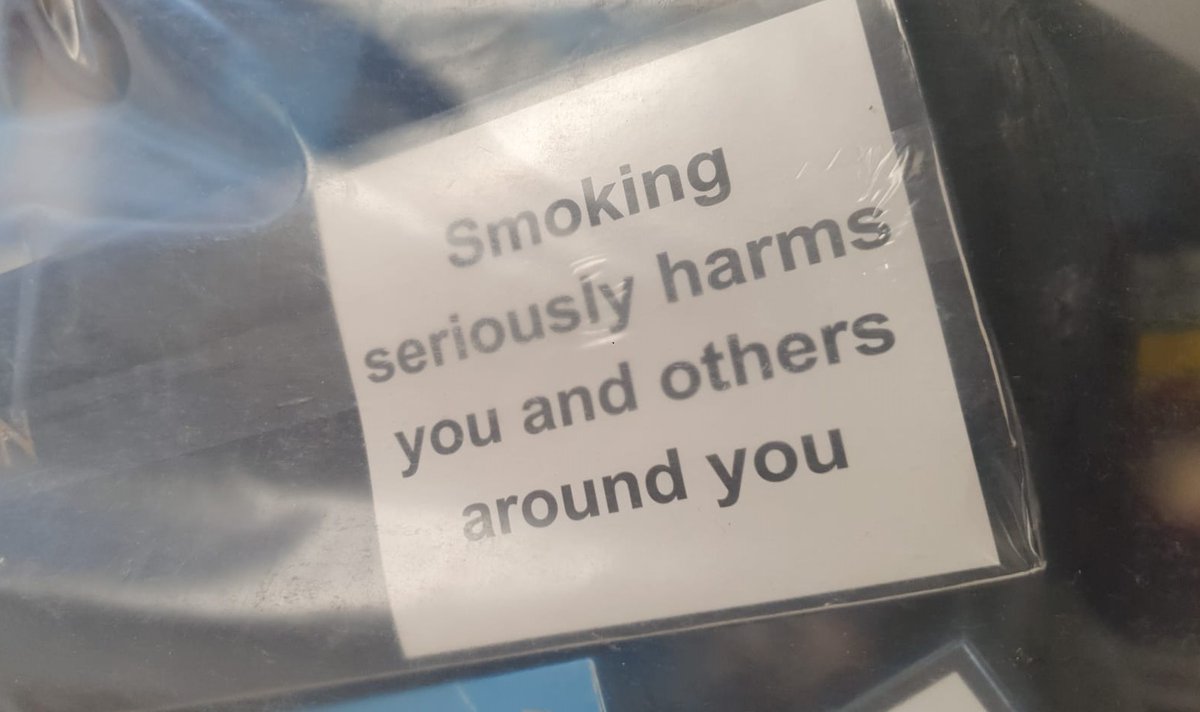 Smoking
seriously harms
you and others
around you